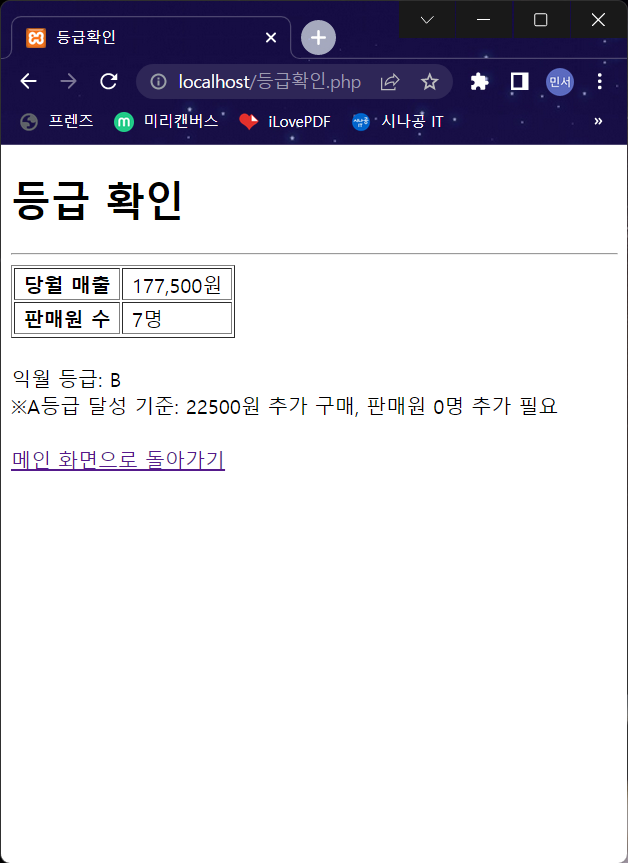 등급확인
localhost/등급확인.php
민서
프렌즈
미리캔버스
iLovePDF
시나공 IT
등급 확인
당월 매출 177,500원
판매원 수 7명
익월 등급: B
※A등급 달성 기준: 22500원 추가 구매, 판매원 0명 추가 필요
메인 화면으로 돌아가기